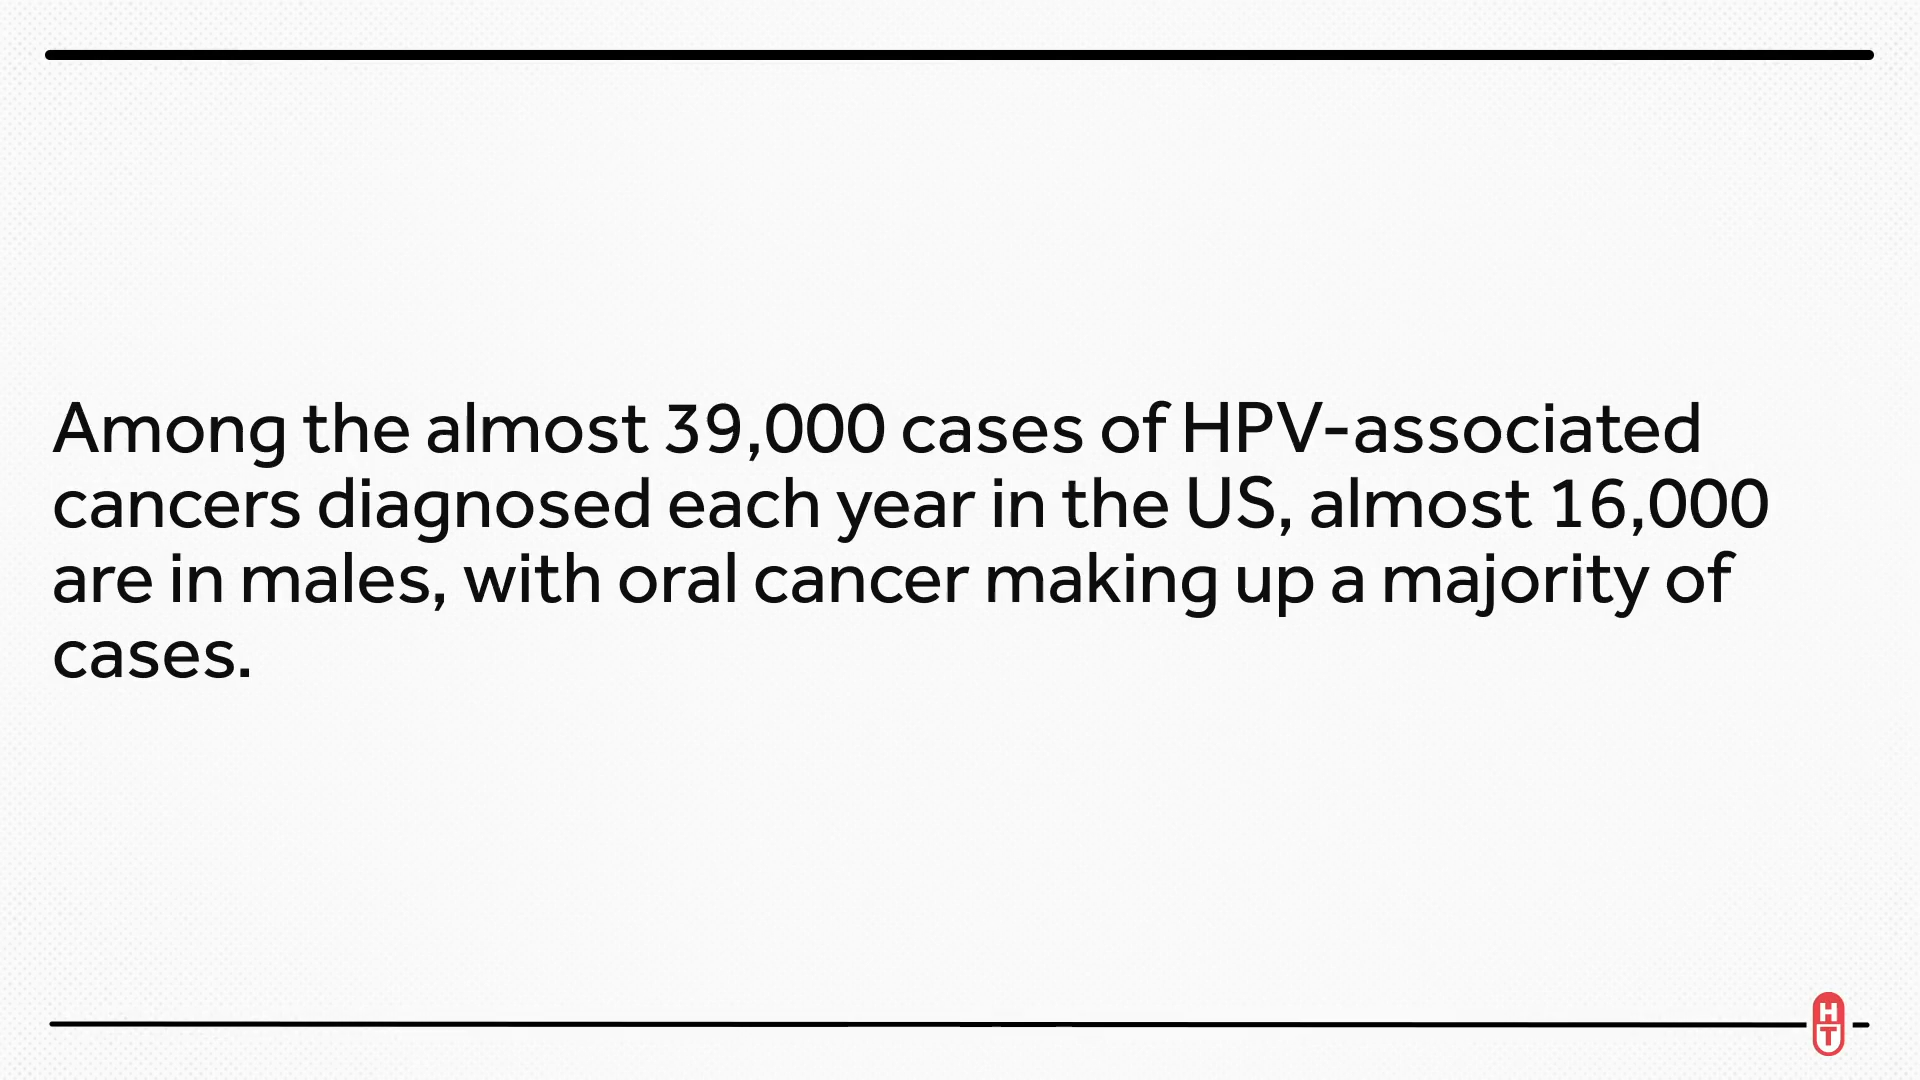 Among the almost 39,000 cases of HPV-associated
cancers diagnosed each year in the US, almost 16,000
are in males, with oral cancer making up a majority of
cases.
H
T